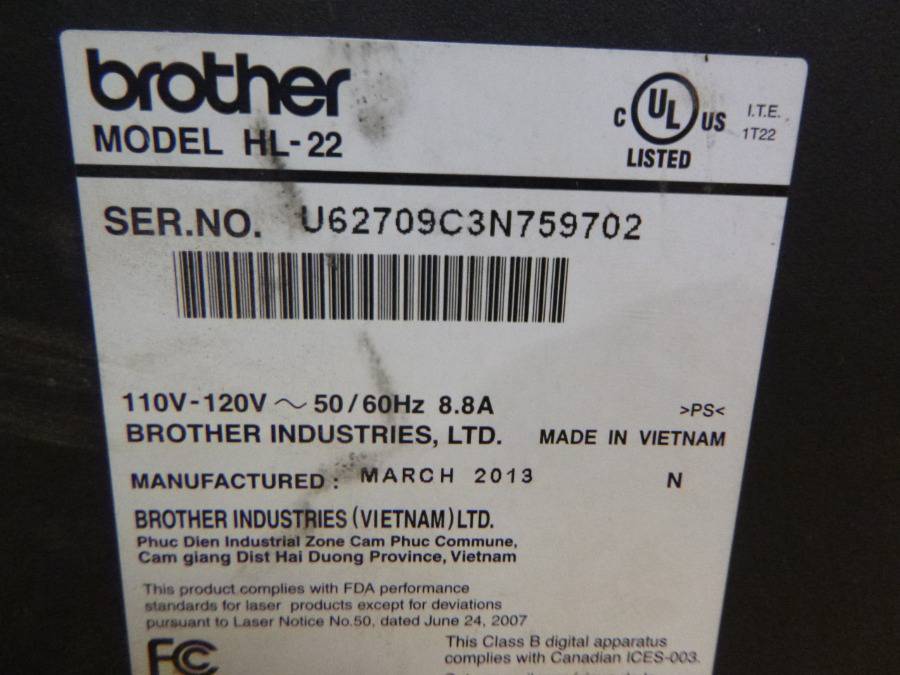 brother
MODEL HL-22
C UL US
LISTED
I.T.E.
1T22
SER.NO. U62709C3N759702
110V-120V ~ 50/60Hz 8.8A
>PS<
BROTHER INDUSTRIES, LTD. MADE IN VIETNAM
MANUFACTURED : MARCH 2013 N
BROTHER INDUSTRIES (VIETNAM) LTD.
Phuc Dien Industrial Zone Cam Phuc Commune,
Cam giang Dist Hai Duong Province, Vietnam
This product complies with FDA performance
standards for laser products except for deviations
pursuant to Laser Notice No.50, dated June 24, 2007
FC
This Class B digital apparatus
complies with Canadian ICES-003.